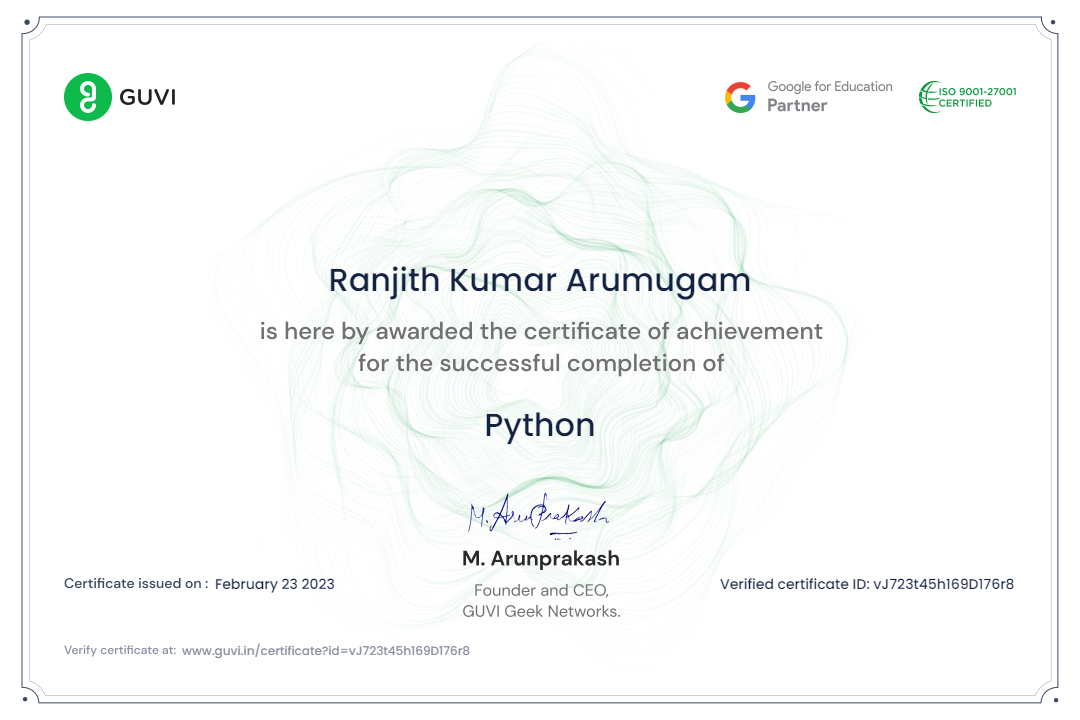 GUVI
Google for Education
Partner
ISO 9001-27001
CERTIFIED
Ranjith Kumar Arumugam
is here by awarded the certificate of achievement
for the successful completion of
Python
M. Arunprakash
M. Arunprakash
Founder and CEO,
GUVI Geek Networks.
Certificate issued on : February 23 2023
Verified certificate ID: vJ723t45h169D176r8
Verify certificate at: www.guvi.in/certificate?id=vJ723t45h169D176r8